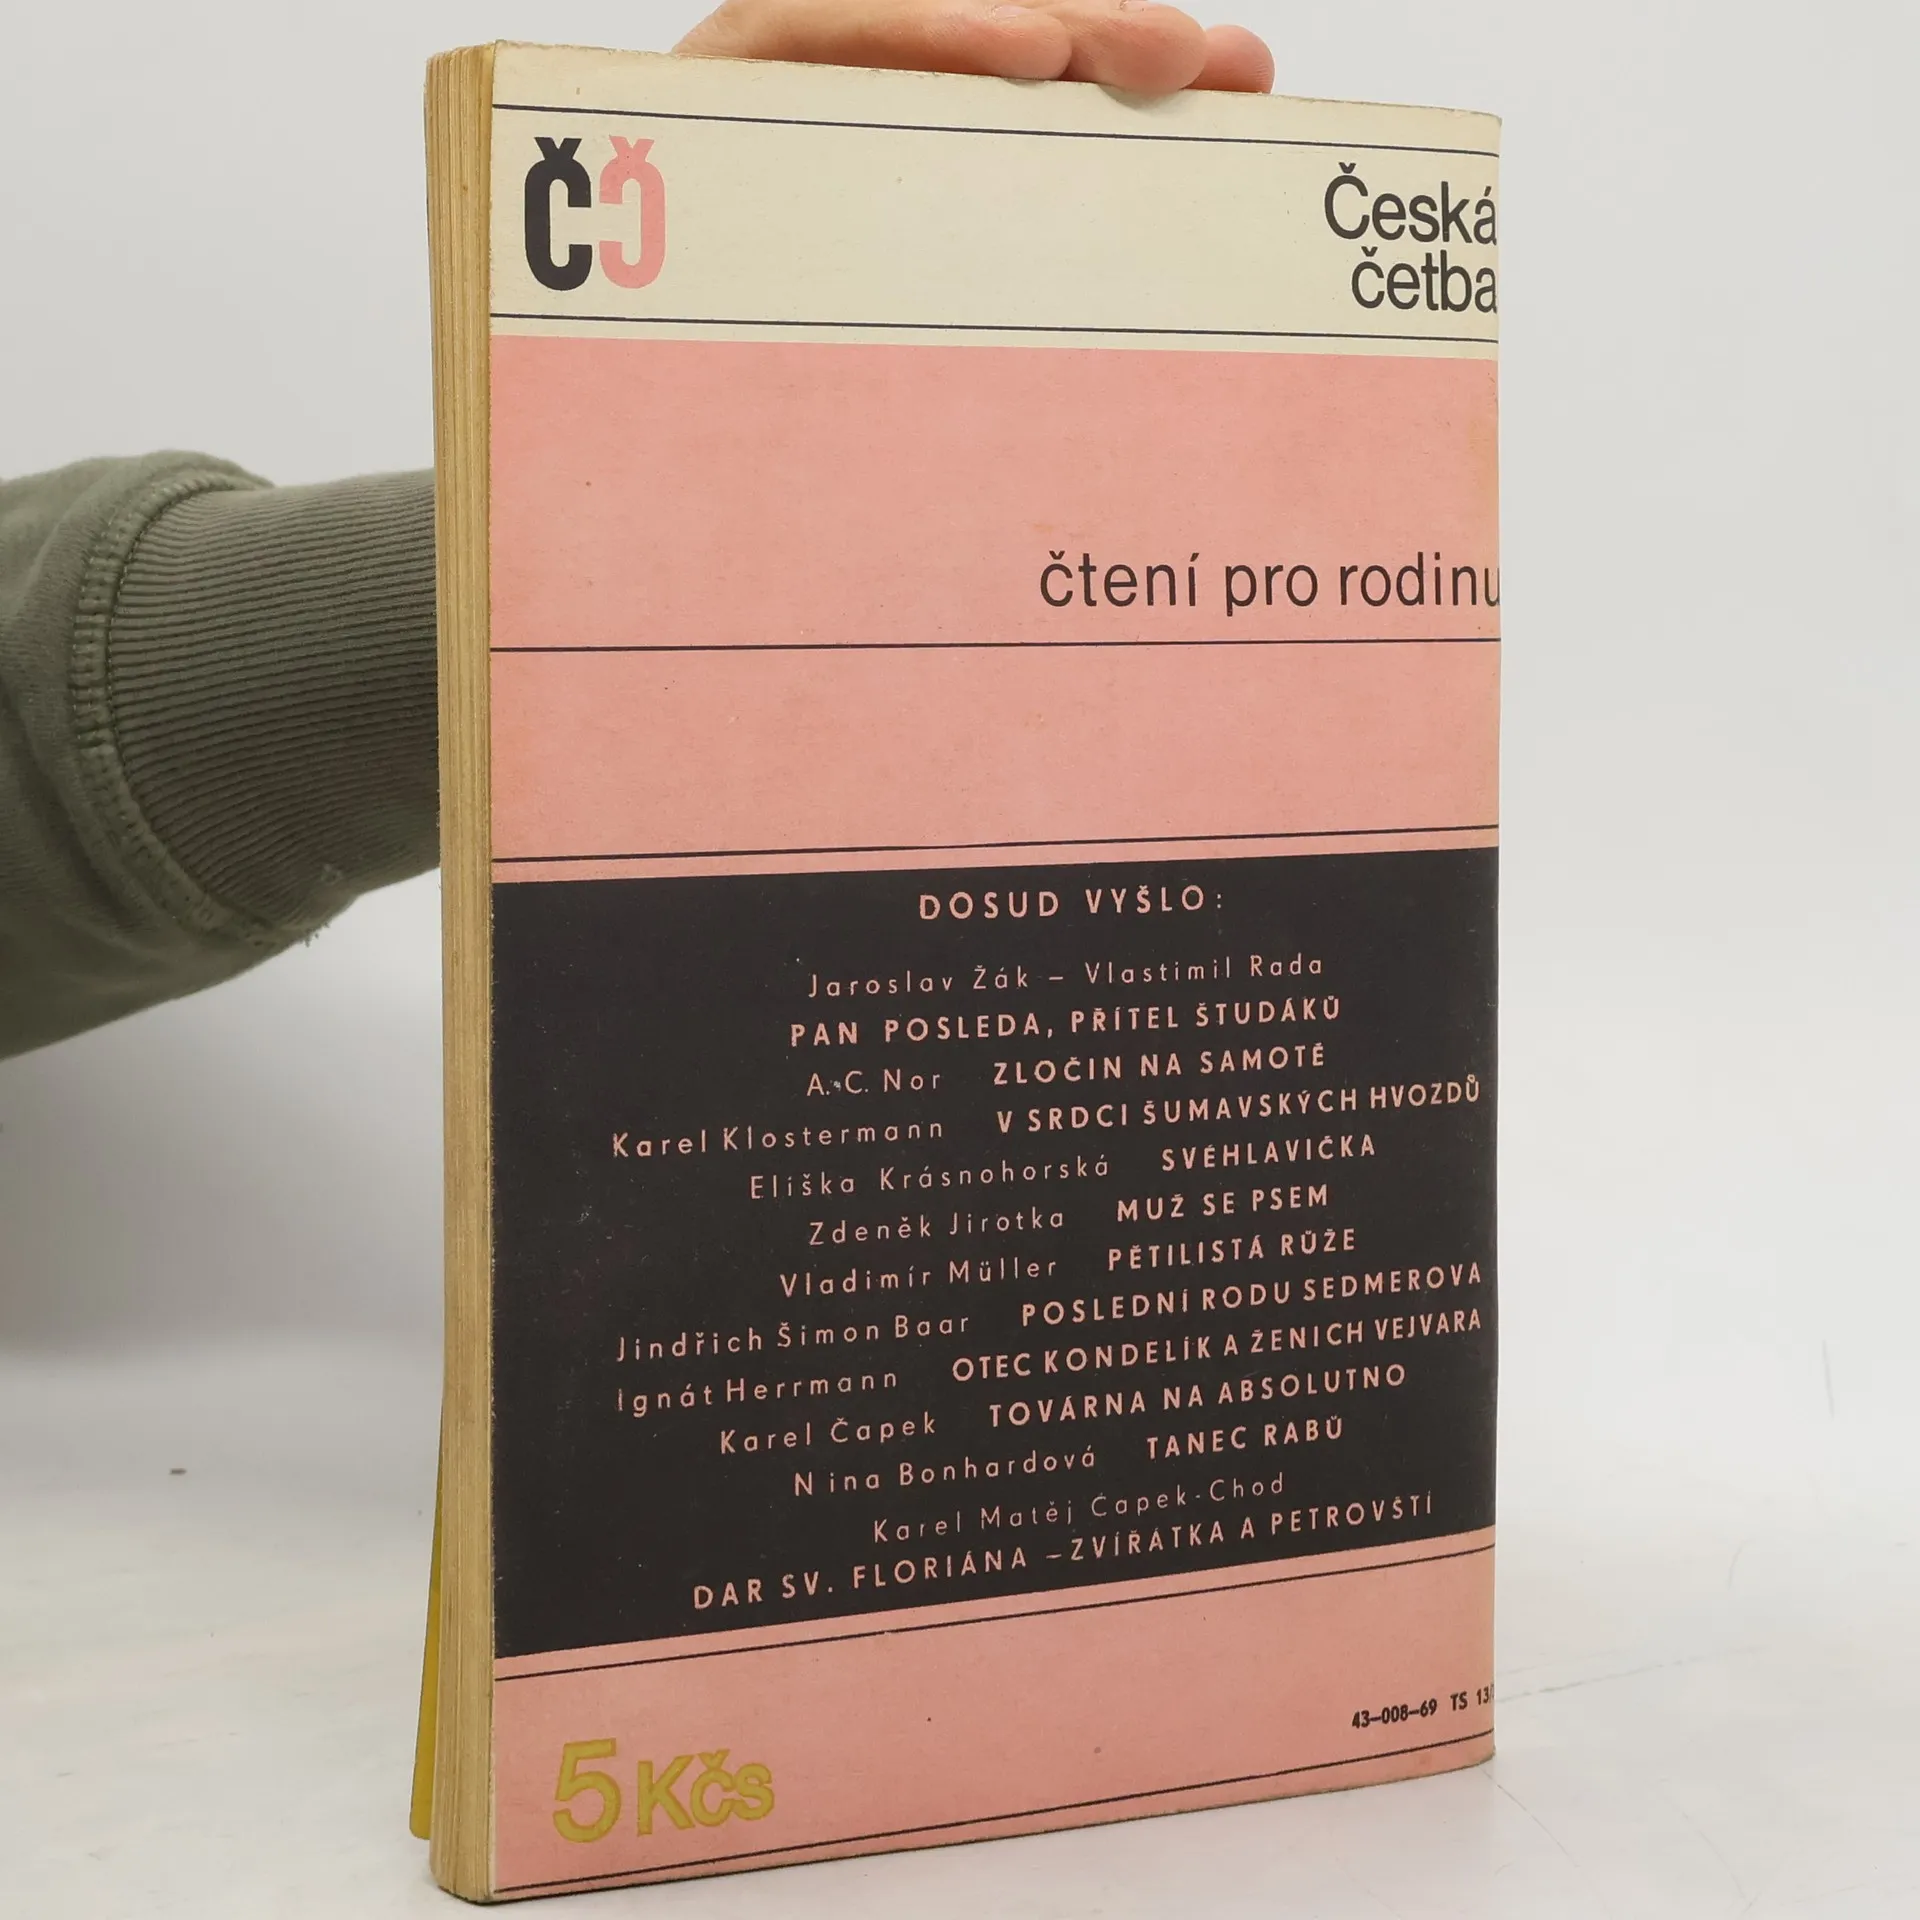 ČČ
Česká
četba
čtení pro rodinu
DOSUD VYŠLO:
Jaroslav Žák – Vlastimil Rada
PAN POSLEDA, PŘÍTEL ŠTUDÁKŮ
A. C. Nor ZLOČIN NA SAMOTĚ
Karel Klostermann V SRDCI ŠUMAVSKÝCH HVOZDŮ
Eliška Krásnohorská SVÉHLAVIČKA
Zdeněk Jirotka MUŽ SE PSEM
Vladimír Müller PĚTILISTÁ RŮŽE
Jindřich Šimon Baar POSLEDNÍ RODU SEDMEROVA
Ignát Herrmann OTEC KONDELÍK A ŽENICH VEJVARA
Karel Čapek TOVÁRNA NA ABSOLUTNO
Nina Bonhardová TANEC RABŮ
Karel Matěj Čapek-Chod
DAR SV. FLORIÁNA – ZVÍŘÁTKA A PETROVŠTÍ
43–008–69 TS 13/
5 Kčs